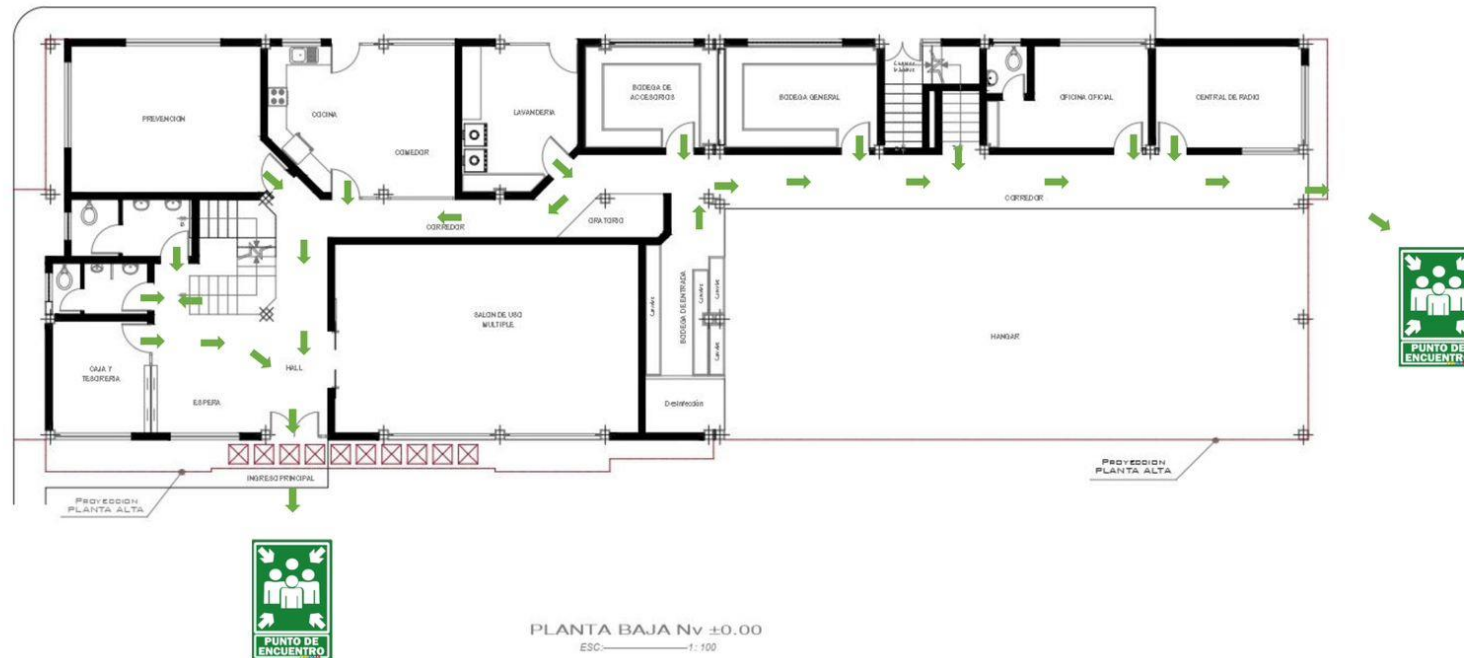 PREVENCION
COCINA
COMEDOR
LAVANDERIA
BODEGA DE
ACCESORIOS
BODEGA GENERAL
OFICINA OFICIAL
CENTRAL DE RADIO
CORREDOR
CORREDOR
ORATORIO
BODEGA DE ENTRADA
SALON DE USO
MULTIPLE
HANGAR
CAJA Y
TESORERIA
HALL
ESPERA
Desinfección
INGRESO PRINCIPAL
PROYECCION
PLANTA ALTA
PROYECCION
PLANTA ALTA
PUNTO DE
ENCUENTRO
PUNTO DE
ENCUENTRO
PLANTA BAJA Nv ±0.00
ESC: 1:100